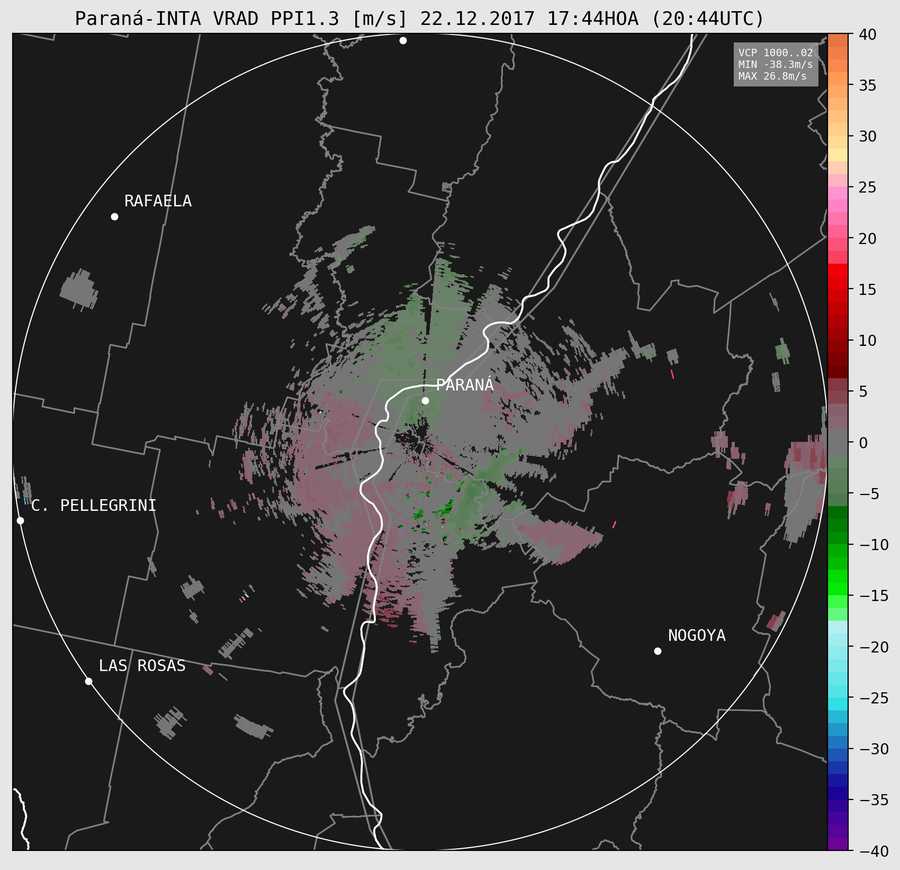 Paraná-INTA VRAD PPI1.3 [m/s] 22.12.2017 17:44HOA (20:44UTC)
VCP 1000..02
MIN -38.3m/s
MAX 26.8m/s
RAFAELA
PARANÁ
C. PELLEGRINI
NOGOYA
LAS ROSAS
40
35
30
25
20
15
10
5
0
−5
−10
−15
−20
−25
−30
−35
−40